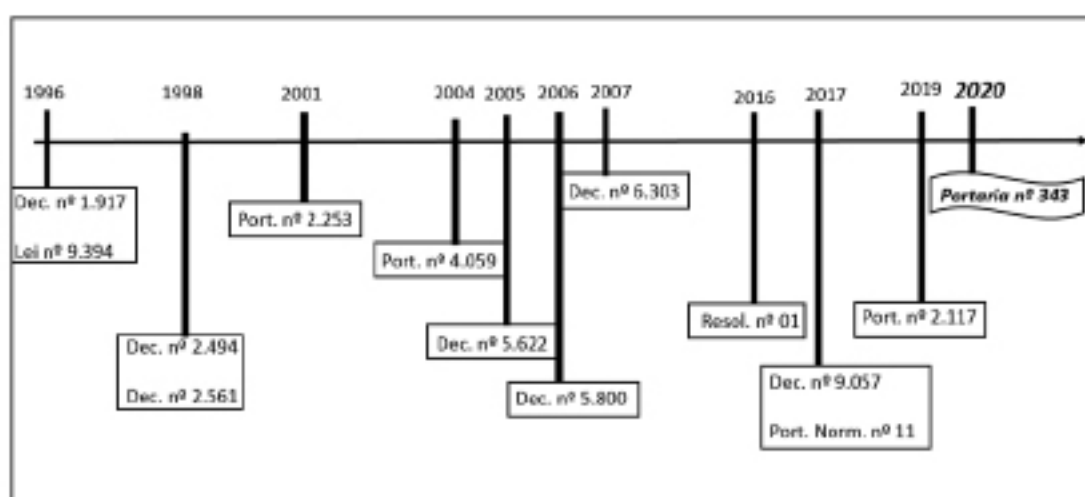 1996
1998
2001
2004
2005
2006
2007
2016
2017
2019
2020
Dec. nº 1.917
Lei nº 9.394
Dec. nº 2.494
Dec. nº 2.561
Port. nº 2.253
Port. nº 4.059
Dec. nº 5.622
Dec. nº 5.800
Dec. nº 6.303
Resol. nº 01
Dec. nº 9.057
Port. Norm. nº 11
Port. nº 2.117
Portaria nº 343